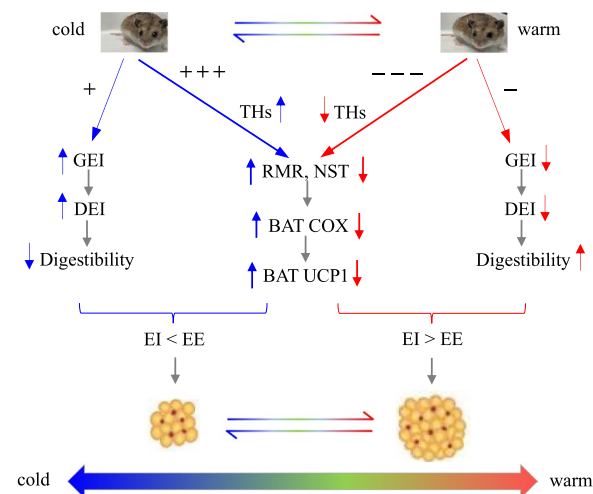 cold
warm
+
+++
− − −
−
THs
THs
GEI
RMR, NST
GEI
DEI
BAT COX
DEI
Digestibility
BAT UCP1
Digestibility
EI < EE
EI > EE
cold
warm